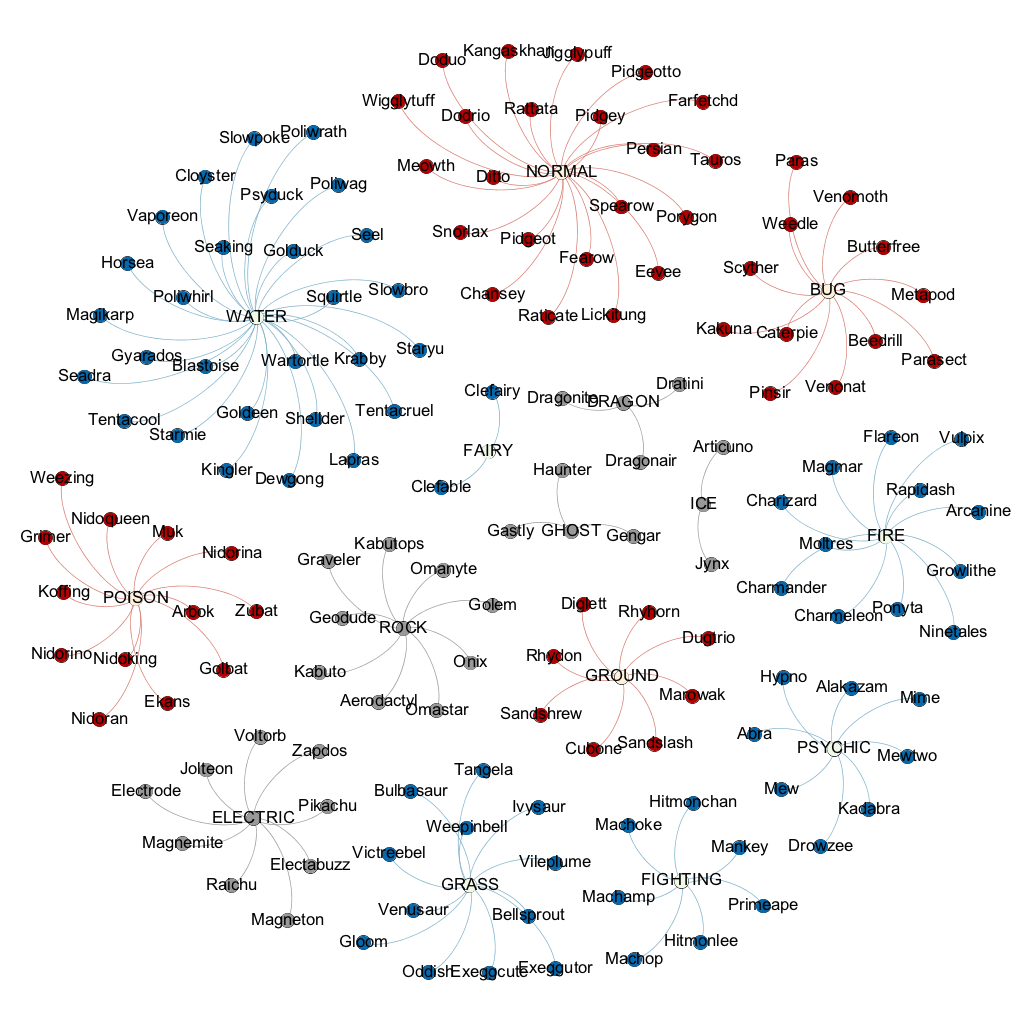 Kangaskhan
Jigglypuff
Doduo
Pidgeotto
Wigglytuff
Farfetchd
Dodrio
Rattata
Pidgey
Persian
Tauros
Meowth
Ditto
NORMAL
Spearow
Porygon
Snorlax
Pidgeot
Fearow
Eevee
Chansey
Raticate
Lickitung
Slowpoke
Poliwrath
Cloyster
Psyduck
Poliwag
Vaporeon
Seaking
Golduck
Seel
Horsea
Poliwhirl
Squirtle
Slowbro
Magikarp
WATER
Gyarados
Blastoise
Wartortle
Krabby
Staryu
Seadra
Tentacool
Starmie
Goldeen
Shellder
Tentacruel
Kingler
Dewgong
Lapras
Paras
Venomoth
Weedle
Butterfree
Scyther
BUG
Metapod
Kakuna
Caterpie
Beedrill
Parasect
Pinsir
Venonat
Clefairy
FAIRY
Clefable
Dragonite
DRAGON
Dratini
Dragonair
Haunter
Gastly
GHOST
Gengar
Articuno
ICE
Jynx
Flareon
Vulpix
Magmar
Rapidash
Charizard
Arcanine
Moltres
FIRE
Growlithe
Charmander
Charmeleon
Ponyta
Ninetales
Weezing
Nidoqueen
Muk
Grimer
Nidorina
Koffing
POISON
Arbok
Zubat
Nidorino
Nidoking
Golbat
Ekans
Nidoran
Kabutops
Graveler
Omanyte
Geodude
ROCK
Golem
Kabuto
Onix
Aerodactyl
Omastar
Diglett
Rhyhorn
Dugtrio
Rhydon
GROUND
Marowak
Sandshrew
Cubone
Sandslash
Hypno
Alakazam
Mime
Abra
PSYCHIC
Mewtwo
Mew
Kadabra
Drowzee
Voltorb
Zapdos
Jolteon
Electrode
Pikachu
ELECTRIC
Magnemite
Electabuzz
Raichu
Magneton
Tangela
Bulbasaur
Ivysaur
Weepinbell
Victreebel
Vileplume
GRASS
Venusaur
Bellsprout
Gloom
Oddish
Exeggcute
Exeggutor
Hitmonchan
Machoke
Mankey
FIGHTING
Machamp
Primeape
Hitmonlee
Machop